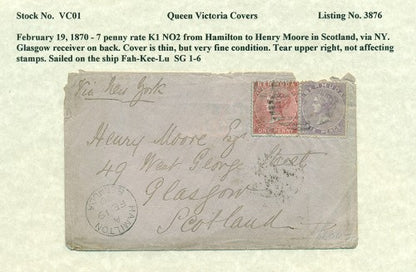 Stock No. VC01 Queen Victoria Covers Listing No. 3876
February 19, 1870 - 7 penny rate K1 NO2 from Hamilton to Henry Moore in Scotland, via NY.
Glasgow receiver on back. Cover is thin, but very fine condition. Tear upper right, not affecting
stamps. Sailed on the ship Fah-Kee-Lu SG 1-6
Via New York
ONE PENNY
Henry Moore Esq
49 West George Street
Glasgow
Scotland
HAMILTON
A
FE 19